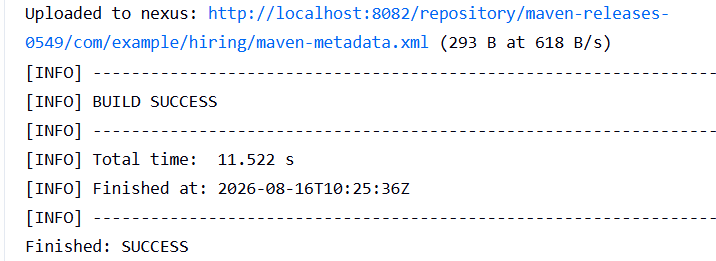 Uploaded to nexus: http://localhost:8082/repository/maven-releases-
0549/com/example/hiring/maven-metadata.xml (293 B at 618 B/s)
[INFO] ------------------------------------------------------------------------
[INFO] BUILD SUCCESS
[INFO] ------------------------------------------------------------------------
[INFO] Total time:  11.522 s
[INFO] Finished at: 2026-08-16T10:25:36Z
[INFO] ------------------------------------------------------------------------
Finished: SUCCESS